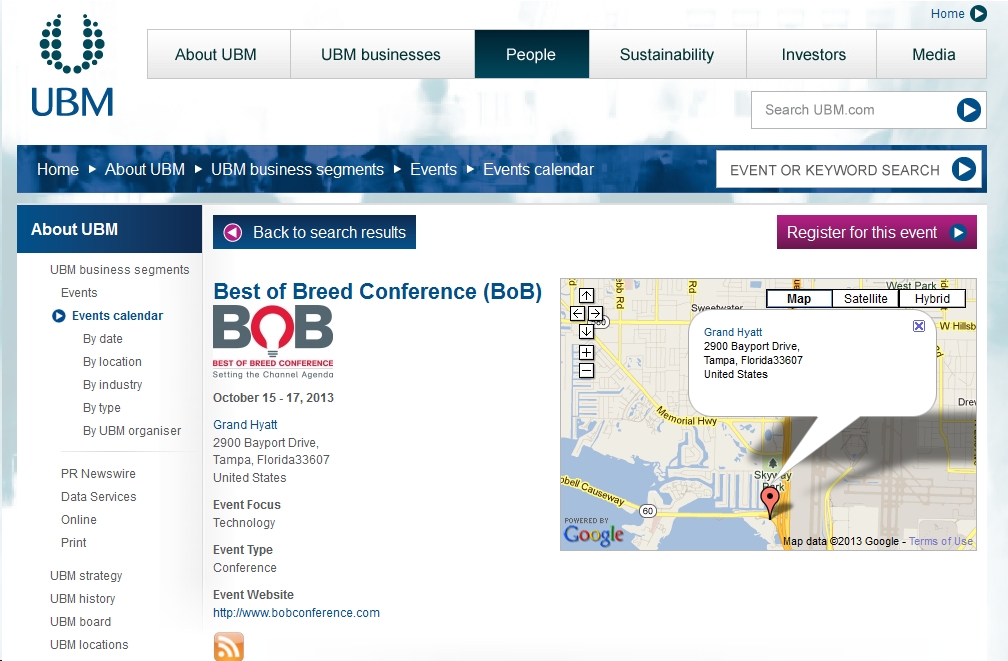 Home
UBM
About UBM
UBM businesses
People
Sustainability
Investors
Media
Search UBM.com
Home ▸ About UBM ▸ UBM business segments ▸ Events ▸ Events calendar
EVENT OR KEYWORD SEARCH
About UBM
UBM business segments
Events
Events calendar
By date
By location
By industry
By type
By UBM organiser
PR Newswire
Data Services
Online
Print
UBM strategy
UBM history
UBM board
UBM locations
Back to search results
Register for this event
Best of Breed Conference (BoB)
BOB
BEST OF BREED CONFERENCE
Setting the Channel Agenda
October 15 - 17, 2013
Grand Hyatt
2900 Bayport Drive,
Tampa, Florida33607
United States
Event Focus
Technology
Event Type
Conference
Event Website
http://www.bobconference.com
West Park
Map
Satellite
Hybrid
Sweetwater
Rd
W Hillsb
Grand Hyatt
2900 Bayport Drive,
Tampa, Florida33607
United States
Drew
Memorial Hwy
Skyway
Park
pbell Causeway
60
POWERED BY
Google
Map data ©2013 Google - Terms of Use